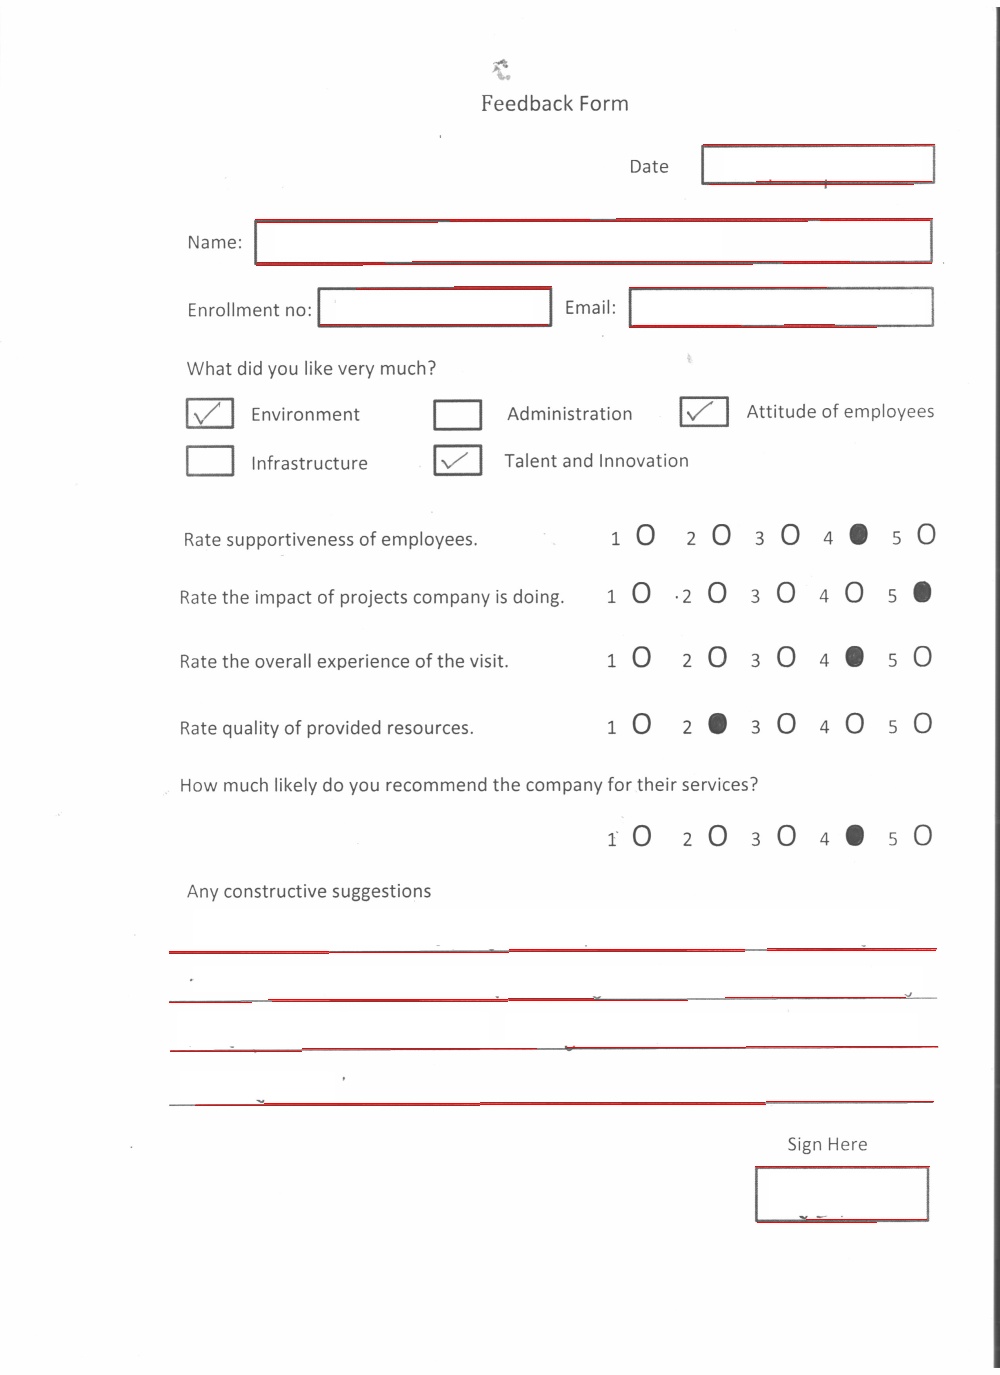 Feedback Form
Date
Name:
Enrollment no: Email:
What did you like very much?
Environment Administration Attitude of employees
Infrastructure Talent and Innovation
Rate supportiveness of employees. 1 2 3 4 5
Rate the impact of projects company is doing. 1 2 3 4 5
Rate the overall experience of the visit. 1 2 3 4 5
Rate quality of provided resources. 1 2 3 4 5
How much likely do you recommend the company for their services?
1 2 3 4 5
Any constructive suggestions
Sign Here